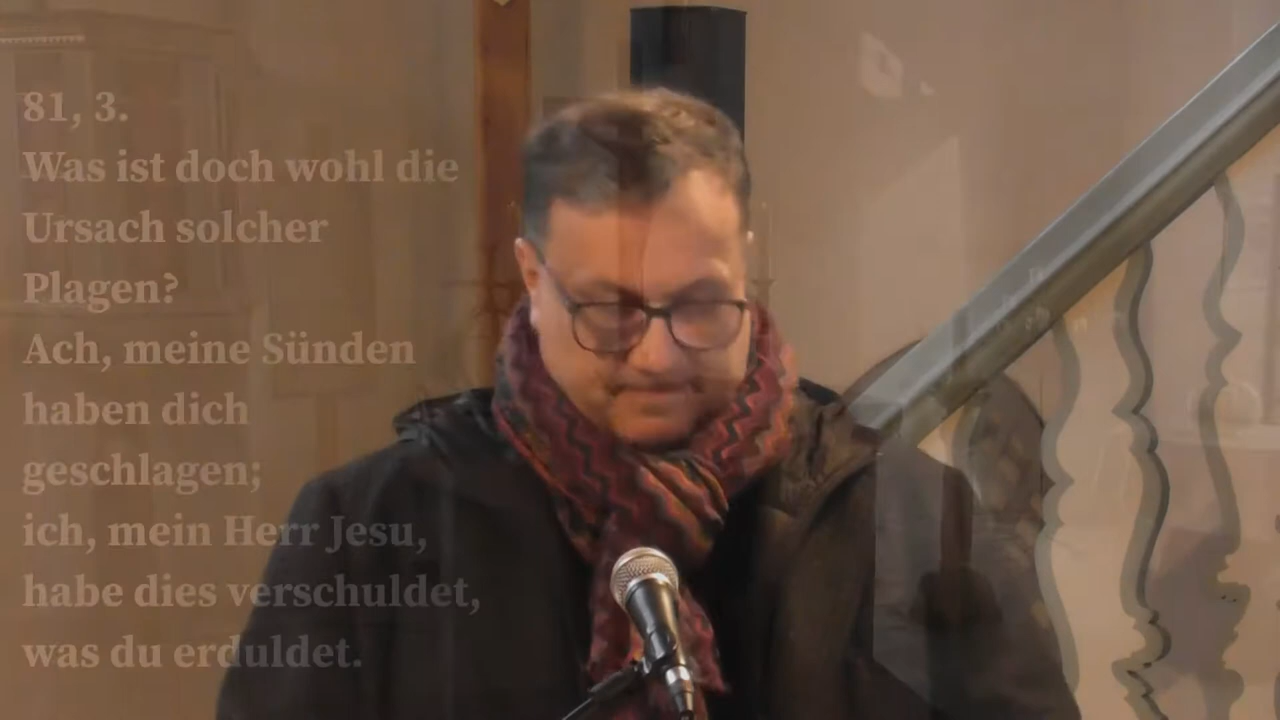 81, 3.
Was ist doch wohl die
Ursach solcher
Plagen?
Ach, meine Sünden
haben dich
geschlagen;
ich, mein Herr Jesu,
habe dies verschuldet,
was du erduldet.